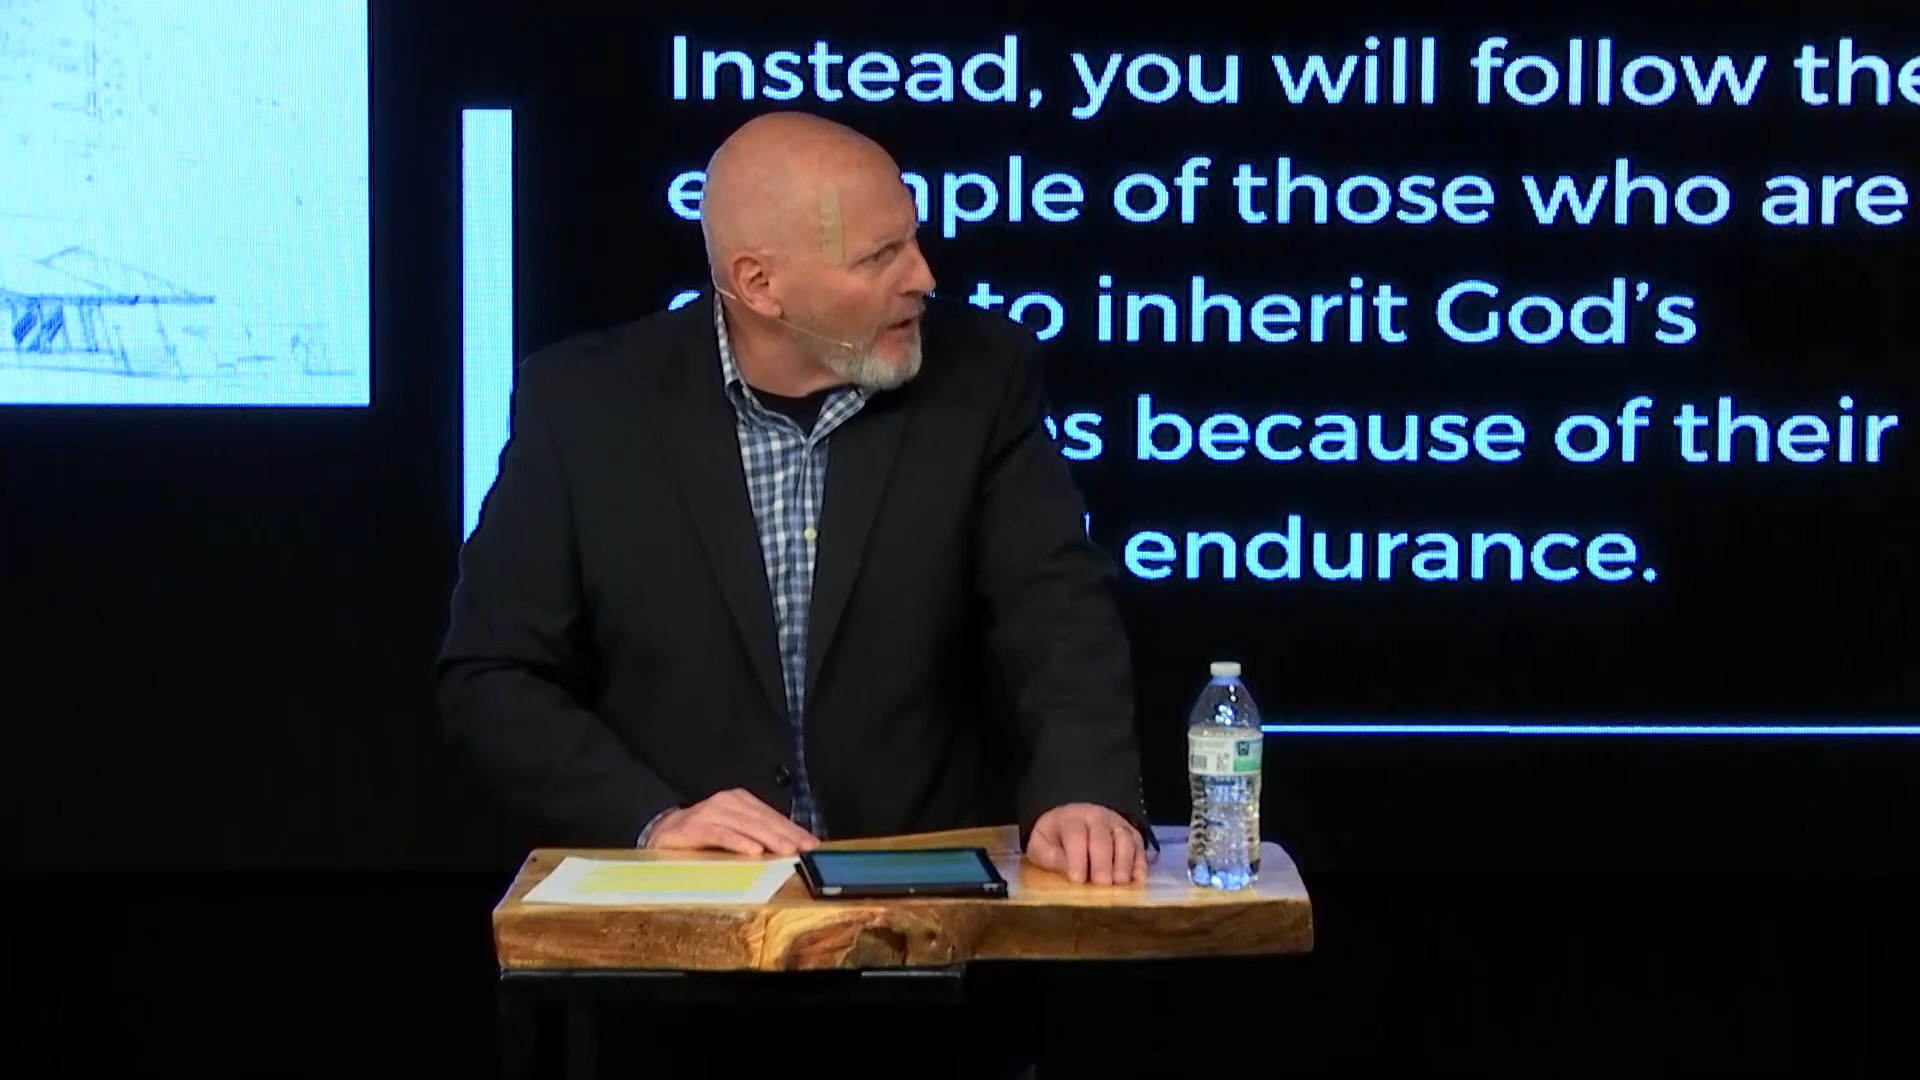 Instead, you will follow the
of those who are
to inherit God's
because of their
endurance.